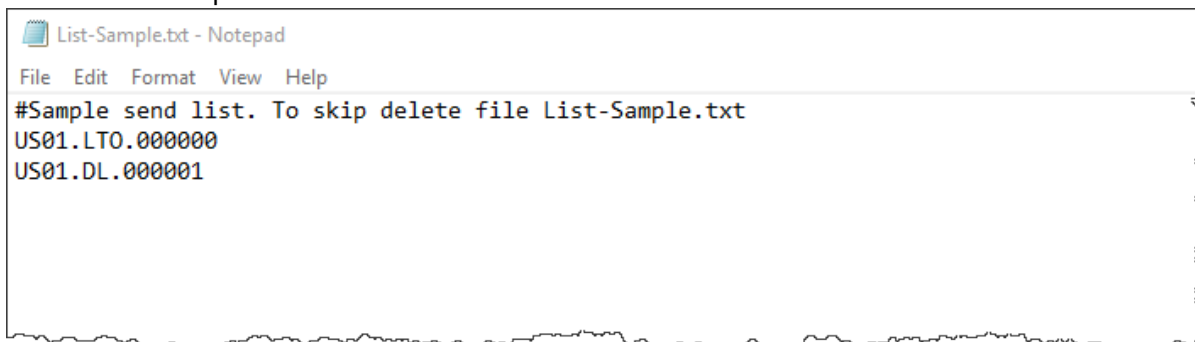 List-Sample.txt - Notepad
File Edit Format View Help
#Sample send list. To skip delete file List-Sample.txt
US01.LTO.000000
US01.DL.000001